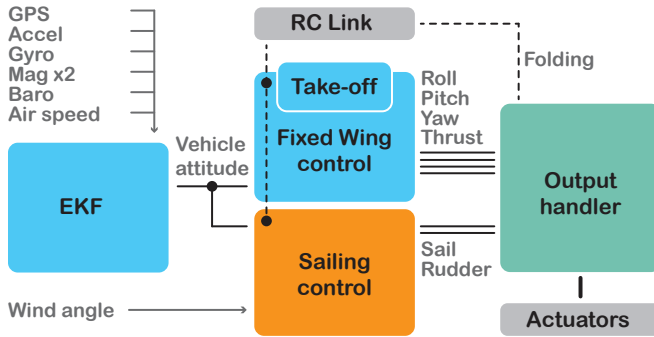 GPS
Accel
Gyro
Mag x2
Baro
Air speed
RC Link
Folding
Take-off
Fixed Wing
control
Roll
Pitch
Yaw
Thrust
Vehicle
attitude
EKF
Output
handler
Sailing
control
Sail
Rudder
Wind angle
Actuators